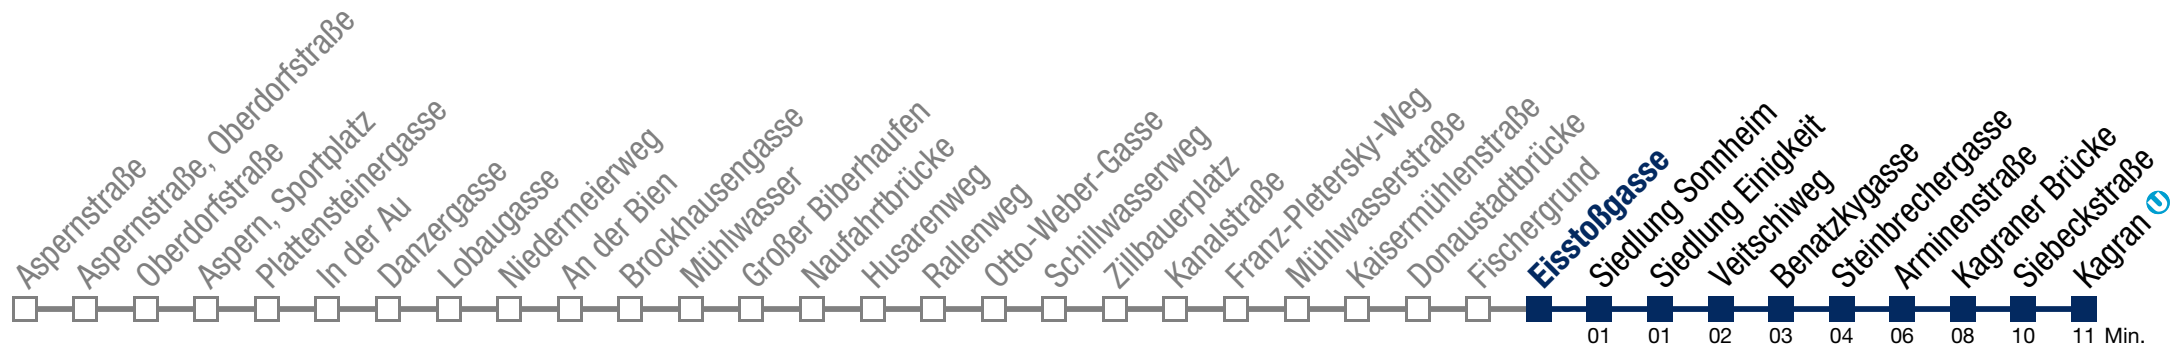 Aspernstraße
Aspernstraße, Oberdorfstraße
Oberdorfstraße
Aspern, Sportplatz
Plattensteinergasse
In der Au
Danzergasse
Lobaugasse
Niedermeierweg
An der Bien
Brockhausengasse
Mühlwasser
Großer Biberhaufen
Naufahrtbrücke
Husarenweg
Rallenweg
Otto-Weber-Gasse
Schillwasserweg
Zillbauerplatz
Kanalstraße
Franz-Pletersky-Weg
Mühlwasserstraße
Kaisermühlenstraße
Donaustadtbrücke
Fischergrund
Eisstoßgasse
Siedlung Sonnheim
Siedlung Einigkeit
Veitschiweg
Benatzkygasse
Steinbrechergasse
Arminenstraße
Kagraner Brücke
Siebeckstraße
Kagran U
01 01 02 03 04 06 08 10 11 Min.